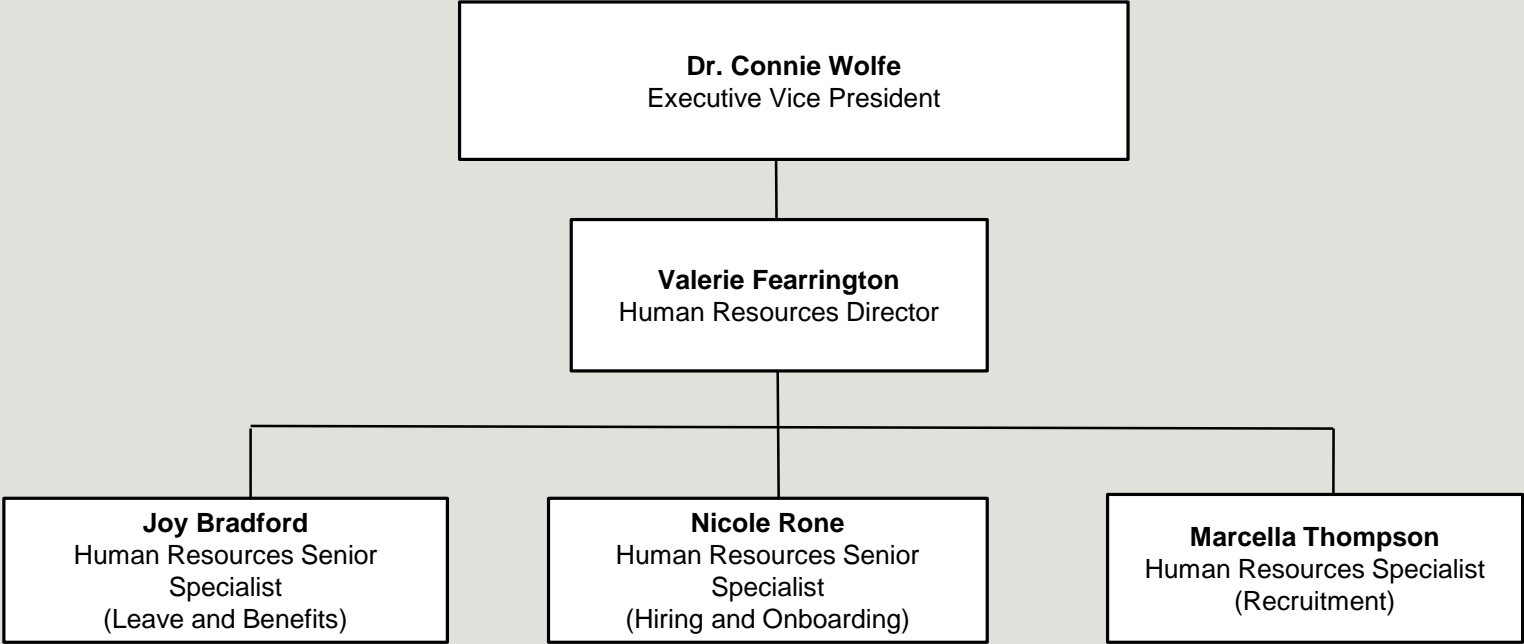 Dr. Connie Wolfe
Executive Vice President
Valerie Fearrington
Human Resources Director
Joy Bradford
Human Resources Senior
Specialist
(Leave and Benefits)
Nicole Rone
Human Resources Senior
Specialist
(Hiring and Onboarding)
Marcella Thompson
Human Resources Specialist
(Recruitment)